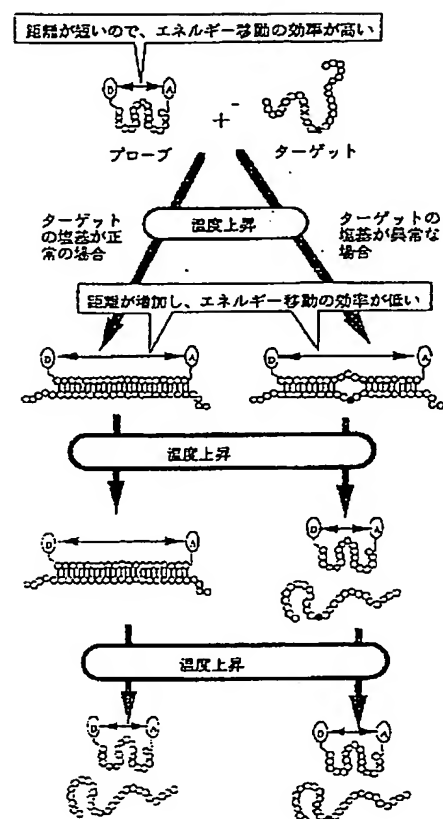 距離が短いので、エネルギー移動の効率が高い
D
A
+
プローブ
ターゲット
ターゲット
の塩基が正
常の場合
温度上昇
ターゲットの
塩基が異常な
場合
距離が増加し、エネルギー移動の効率が低い
D
A
D
A
温度上昇
D
A
D
A
温度上昇
D
A
D
A